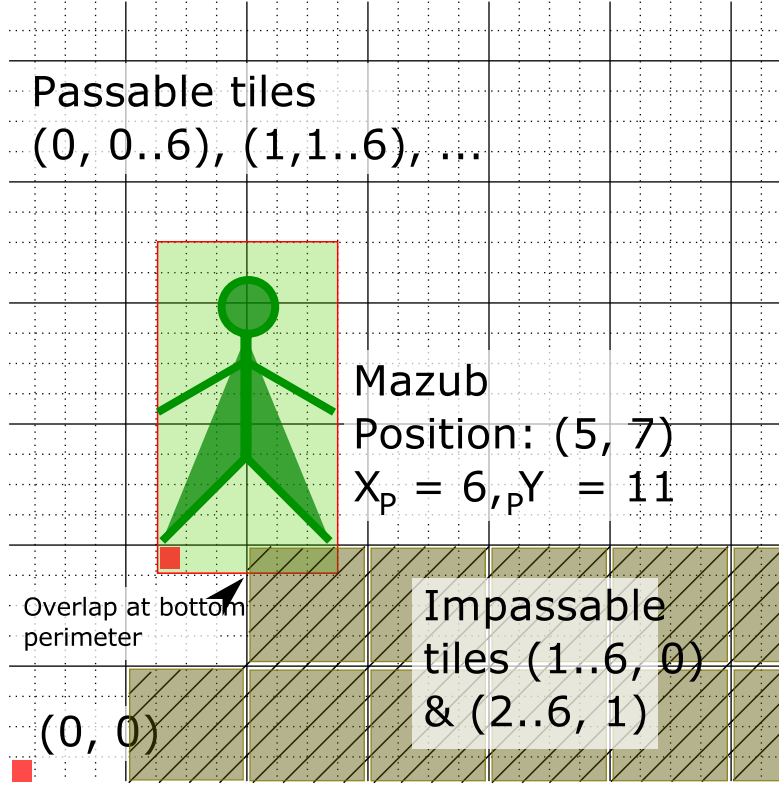 Passable tiles
(0, 0..6), (1,1..6), ...
Mazub
Position: (5, 7)
XP = 6,PY = 11
Overlap at bottom
perimeter
Impassable
tiles (1..6, 0)
& (2..6, 1)
(0, 0)